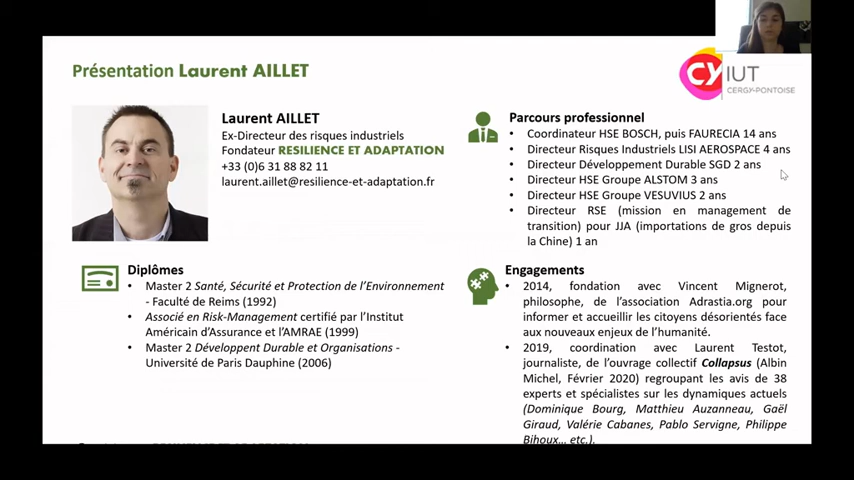 Présentation Laurent AILLET
CY IUT
CERGY-PONTOISE
Laurent AILLET
Ex-Directeur des risques industriels
Fondateur RESILIENCE ET ADAPTATION
+33 (0)6 31 88 82 11
laurent.aillet@resilience-et-adaptation.fr
Parcours professionnel
• Coordinateur HSE BOSCH, puis FAURECIA 14 ans
• Directeur Risques Industriels LISI AEROSPACE 4 ans
• Directeur Développement Durable SGD 2 ans
• Directeur HSE Groupe ALSTOM 3 ans
• Directeur HSE Groupe VESUVIUS 2 ans
• Directeur RSE (mission en management de
transition) pour JJA (importations de gros depuis
la Chine) 1 an
Diplômes
• Master 2 Santé, Sécurité et Protection de l'Environnement
- Faculté de Reims (1992)
• Associé en Risk-Management certifié par l'Institut
Américain d'Assurance et l'AMRAE (1999)
• Master 2 Développent Durable et Organisations -
Université de Paris Dauphine (2006)
Engagements
• 2014, fondation avec Vincent Mignerot,
philosophe, de l'association Adrastia.org pour
informer et accueillir les citoyens désorientés face
aux nouveaux enjeux de l'humanité.
• 2019, coordination avec Laurent Testot,
journaliste, de l'ouvrage collectif Collapsus (Albin
Michel, Février 2020) regroupant les avis de 38
experts et spécialistes sur les dynamiques actuels
(Dominique Bourg, Matthieu Auzanneau, Gaël
Giraud, Valérie Cabanes, Pablo Servigne, Philippe
Bihoux... etc.).